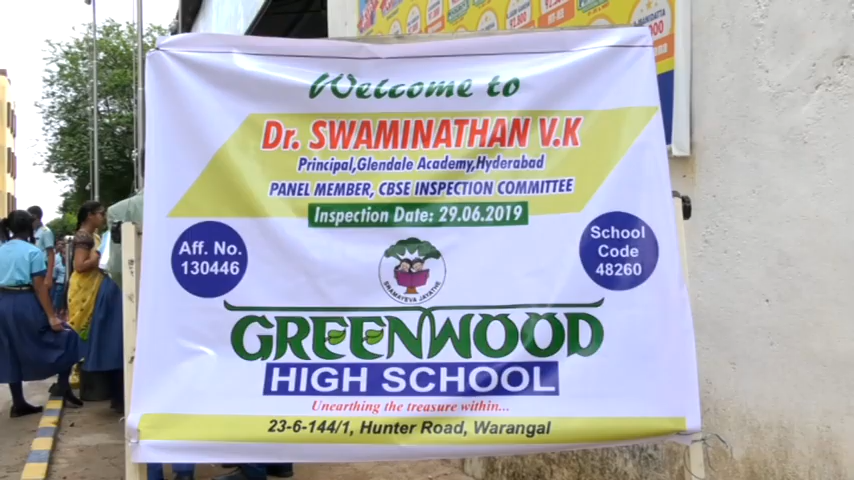 Welcome to
Dr. SWAMINATHAN V.K
Principal,Glendale Academy,Hyderabad
PANEL MEMBER, CBSE INSPECTION COMMITTEE
Inspection Date: 29.06.2019
Aff. No.
130446
School
Code
48260
SRAMAYEVA JAYATHE
GREENWOOD
HIGH SCHOOL
Unearthing the treasure within...
23-6-144/1, Hunter Road, Warangal